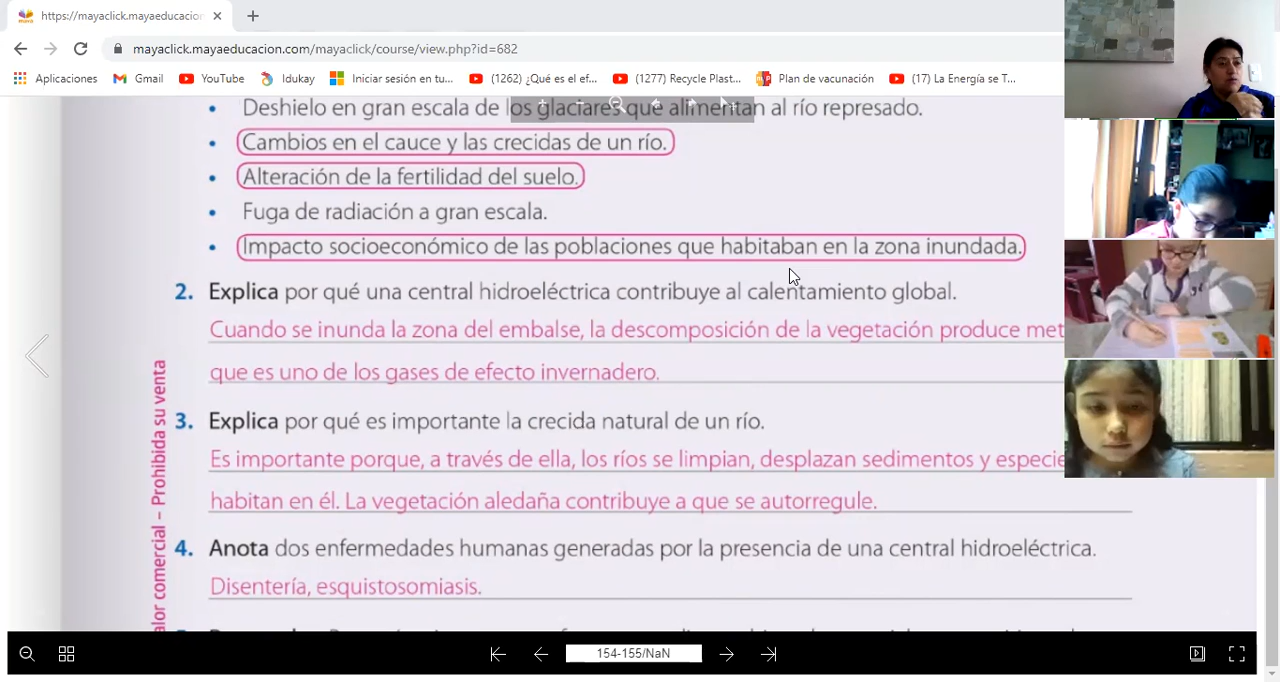 https://mayaclick.mayaeducacion
mayaclick.mayaeducacion.com/mayaclick/course/view.php?id=682
Aplicaciones Gmail YouTube Idukay Iniciar sesión en tu... (1262) ¿Qué es el ef... (1277) Recycle Plast... Plan de vacunación (17) La Energía se T...
• Deshielo en gran escala de los glaciares que alimentan al río represado.
• Cambios en el cauce y las crecidas de un río.
• Alteración de la fertilidad del suelo.
• Fuga de radiación a gran escala.
• Impacto socioeconómico de las poblaciones que habitaban en la zona inundada.
2. Explica por qué una central hidroeléctrica contribuye al calentamiento global.
Cuando se inunda la zona del embalse, la descomposición de la vegetación produce met
que es uno de los gases de efecto invernadero.
3. Explica por qué es importante la crecida natural de un río.
Es importante porque, a través de ella, los ríos se limpian, desplazan sedimentos y especie
habitan en él. La vegetación aledaña contribuye a que se autorregule.
4. Anota dos enfermedades humanas generadas por la presencia de una central hidroeléctrica.
Disentería, esquistosomiasis.
alor comercial – Prohibida su venta
154-155/NaN